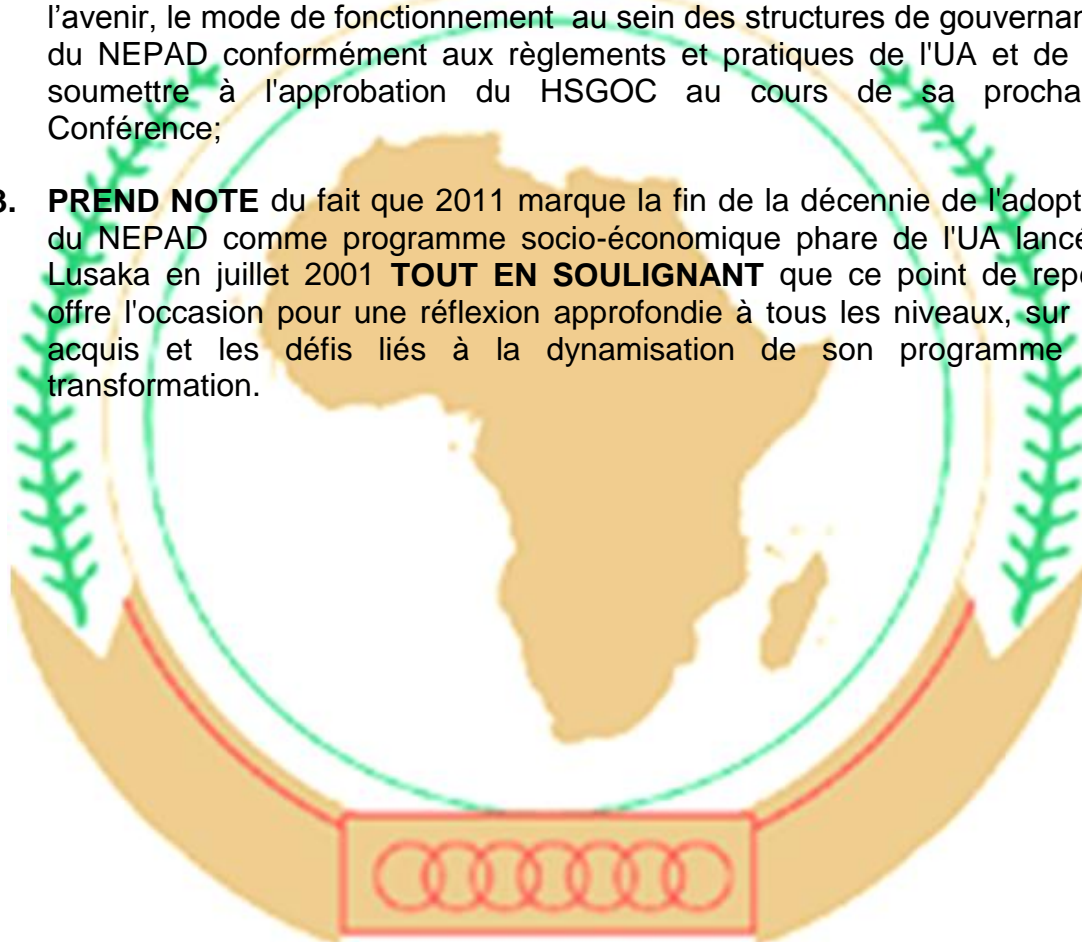 l’avenir, le mode de fonctionnement au sein des structures de gouvernan
du NEPAD conformément aux règlements et pratiques de l'UA et de
soumettre à l'approbation du HSGOC au cours de sa procha
Conférence;
3. PREND NOTE du fait que 2011 marque la fin de la décennie de l'adopt
du NEPAD comme programme socio-économique phare de l'UA lancé
Lusaka en juillet 2001 TOUT EN SOULIGNANT que ce point de rep
offre l'occasion pour une réflexion approfondie à tous les niveaux, sur
acquis et les défis liés à la dynamisation de son programme
transformation.